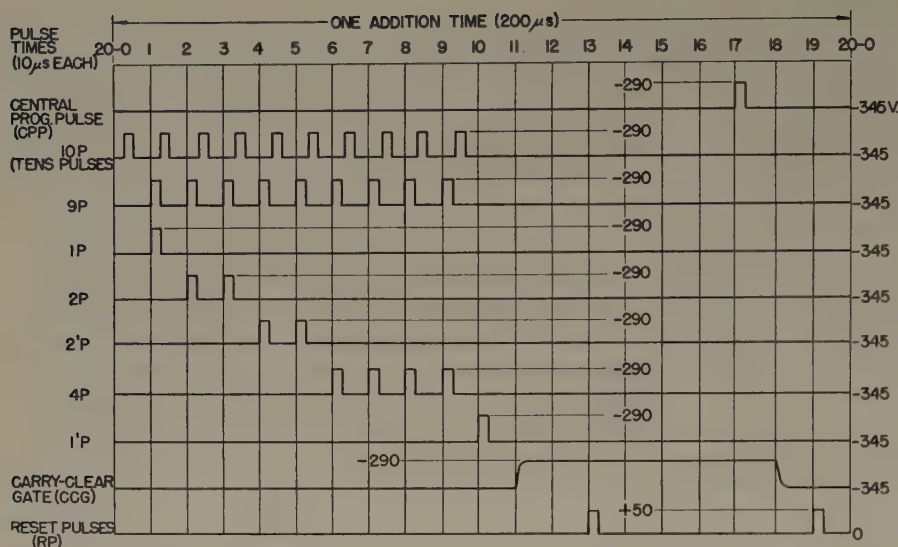 ONE ADDITION TIME (200μs)
PULSE
TIMES
(10μs EACH)
20-0 1 2 3 4 5 6 7 8 9 10 11 12 13 14 15 16 17 18 19 20-0
CENTRAL
PROG. PULSE
(CPP)
-290
-345V.
10P
(TENS PULSES
-290
-345
9P
-290
-345
1P
-290
-345
2P
-290
-345
2'P
-290
-345
4P
-290
-345
1'P
-290
-345
CARRY-CLEAR
GATE (CCG)
-290
-345
RESET PULSES
(RP)
+50
0